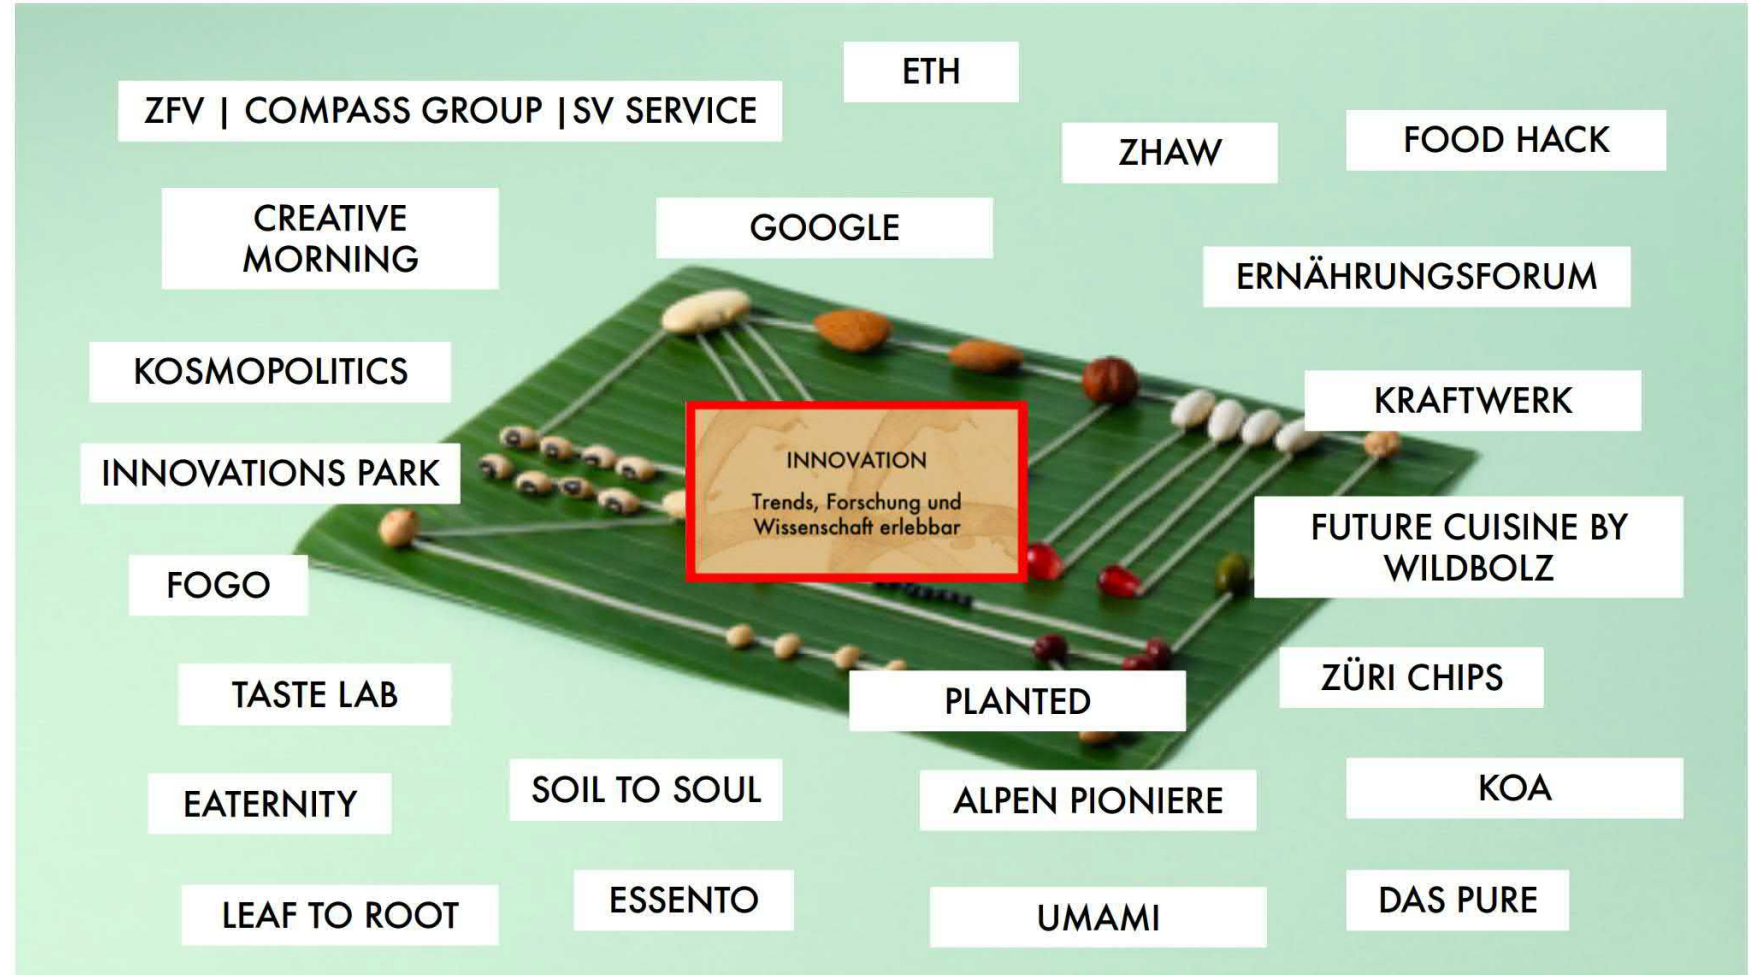 ETH
ZFV | COMPASS GROUP |SV SERVICE
ZHAW
FOOD HACK
CREATIVE
MORNING
GOOGLE
ERNÄHRUNGSFORUM
KOSMOPOLITICS
KRAFTWERK
INNOVATIONS PARK
INNOVATION
Trends, Forschung und
Wissenschaft erlebbar
FUTURE CUISINE BY
WILDBOLZ
FOGO
TASTE LAB
PLANTED
ZÜRI CHIPS
EATERNITY
SOIL TO SOUL
ALPEN PIONIERE
KOA
LEAF TO ROOT
ESSENTO
UMAMI
DAS PURE